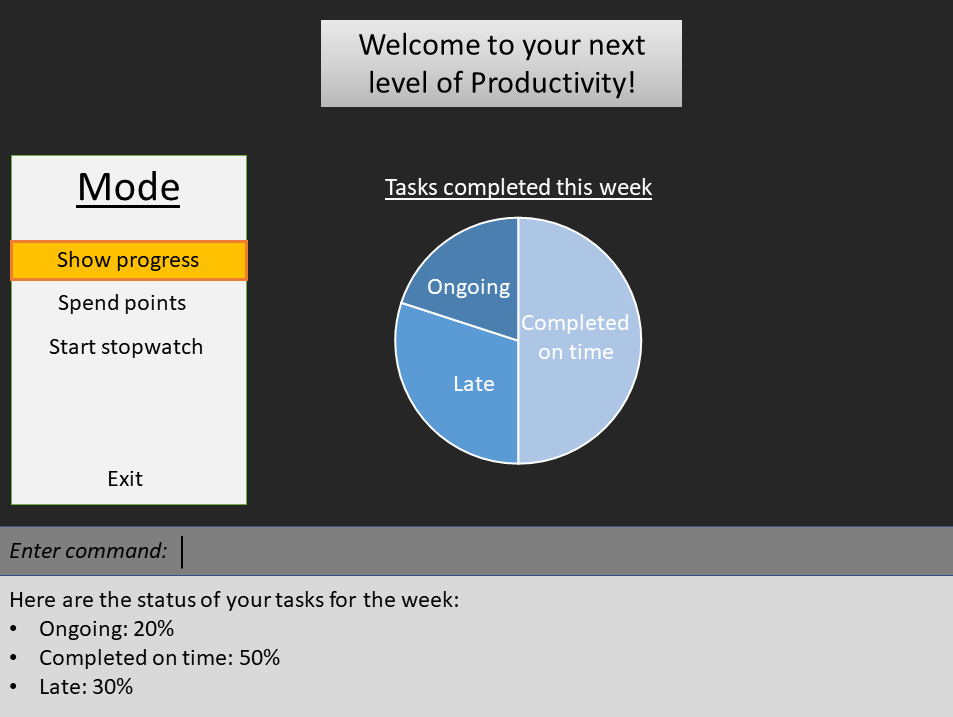 Welcome to your next
level of Productivity!
Mode
Show progress
Spend points
Start stopwatch
Exit
Tasks completed this week
Ongoing
Completed
on time
Late
Enter command:
Here are the status of your tasks for the week:
• Ongoing: 20%
• Completed on time: 50%
• Late: 30%